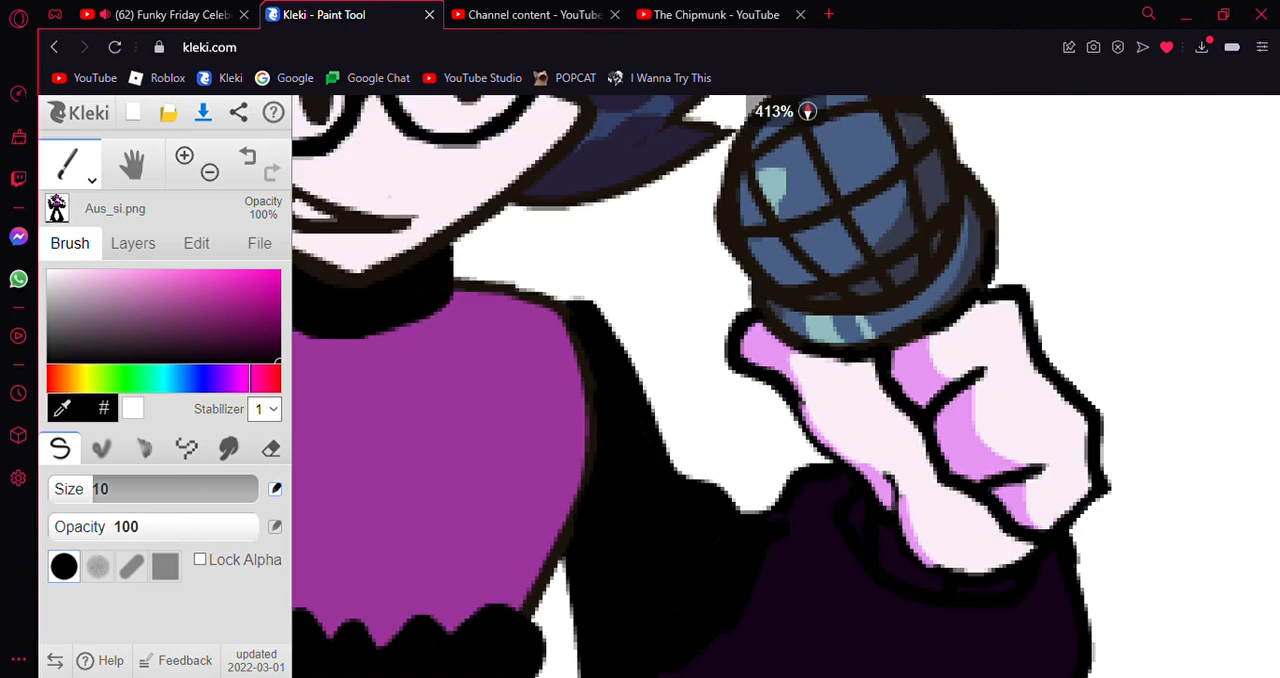 (62) Funky Friday Celeb
Kleki - Paint Tool
Channel content - YouTube
The Chipmunk - YouTube
kleki.com
YouTube
Roblox
Kleki
Google
Google Chat
YouTube Studio
POPCAT
I Wanna Try This
Kleki
413%
Aus_si.png
Opacity
100%
Brush
Layers
Edit
File
#
Stabilizer
1
Size 10
Opacity 100
Lock Alpha
Help
Feedback
updated
2022-03-01